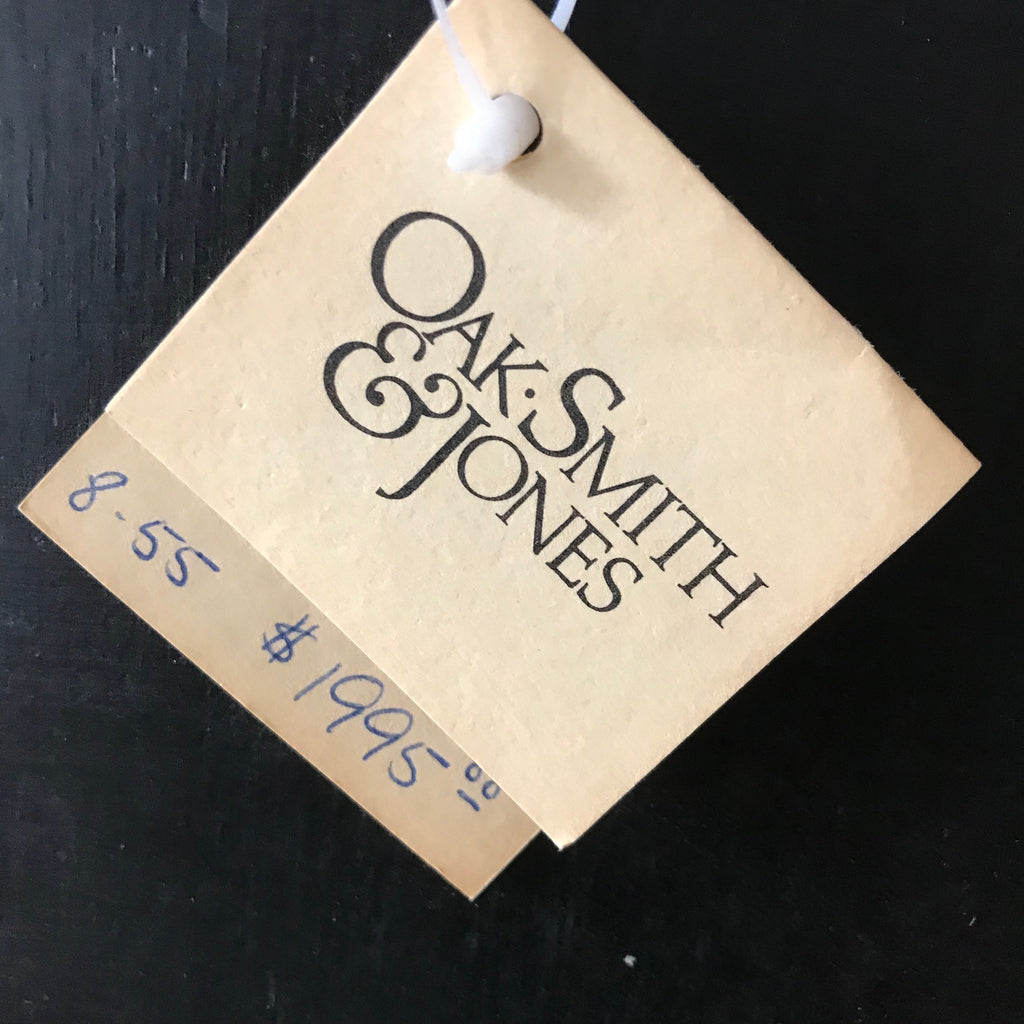 OAK·SMITH
& JONES
8-55 $1995.00